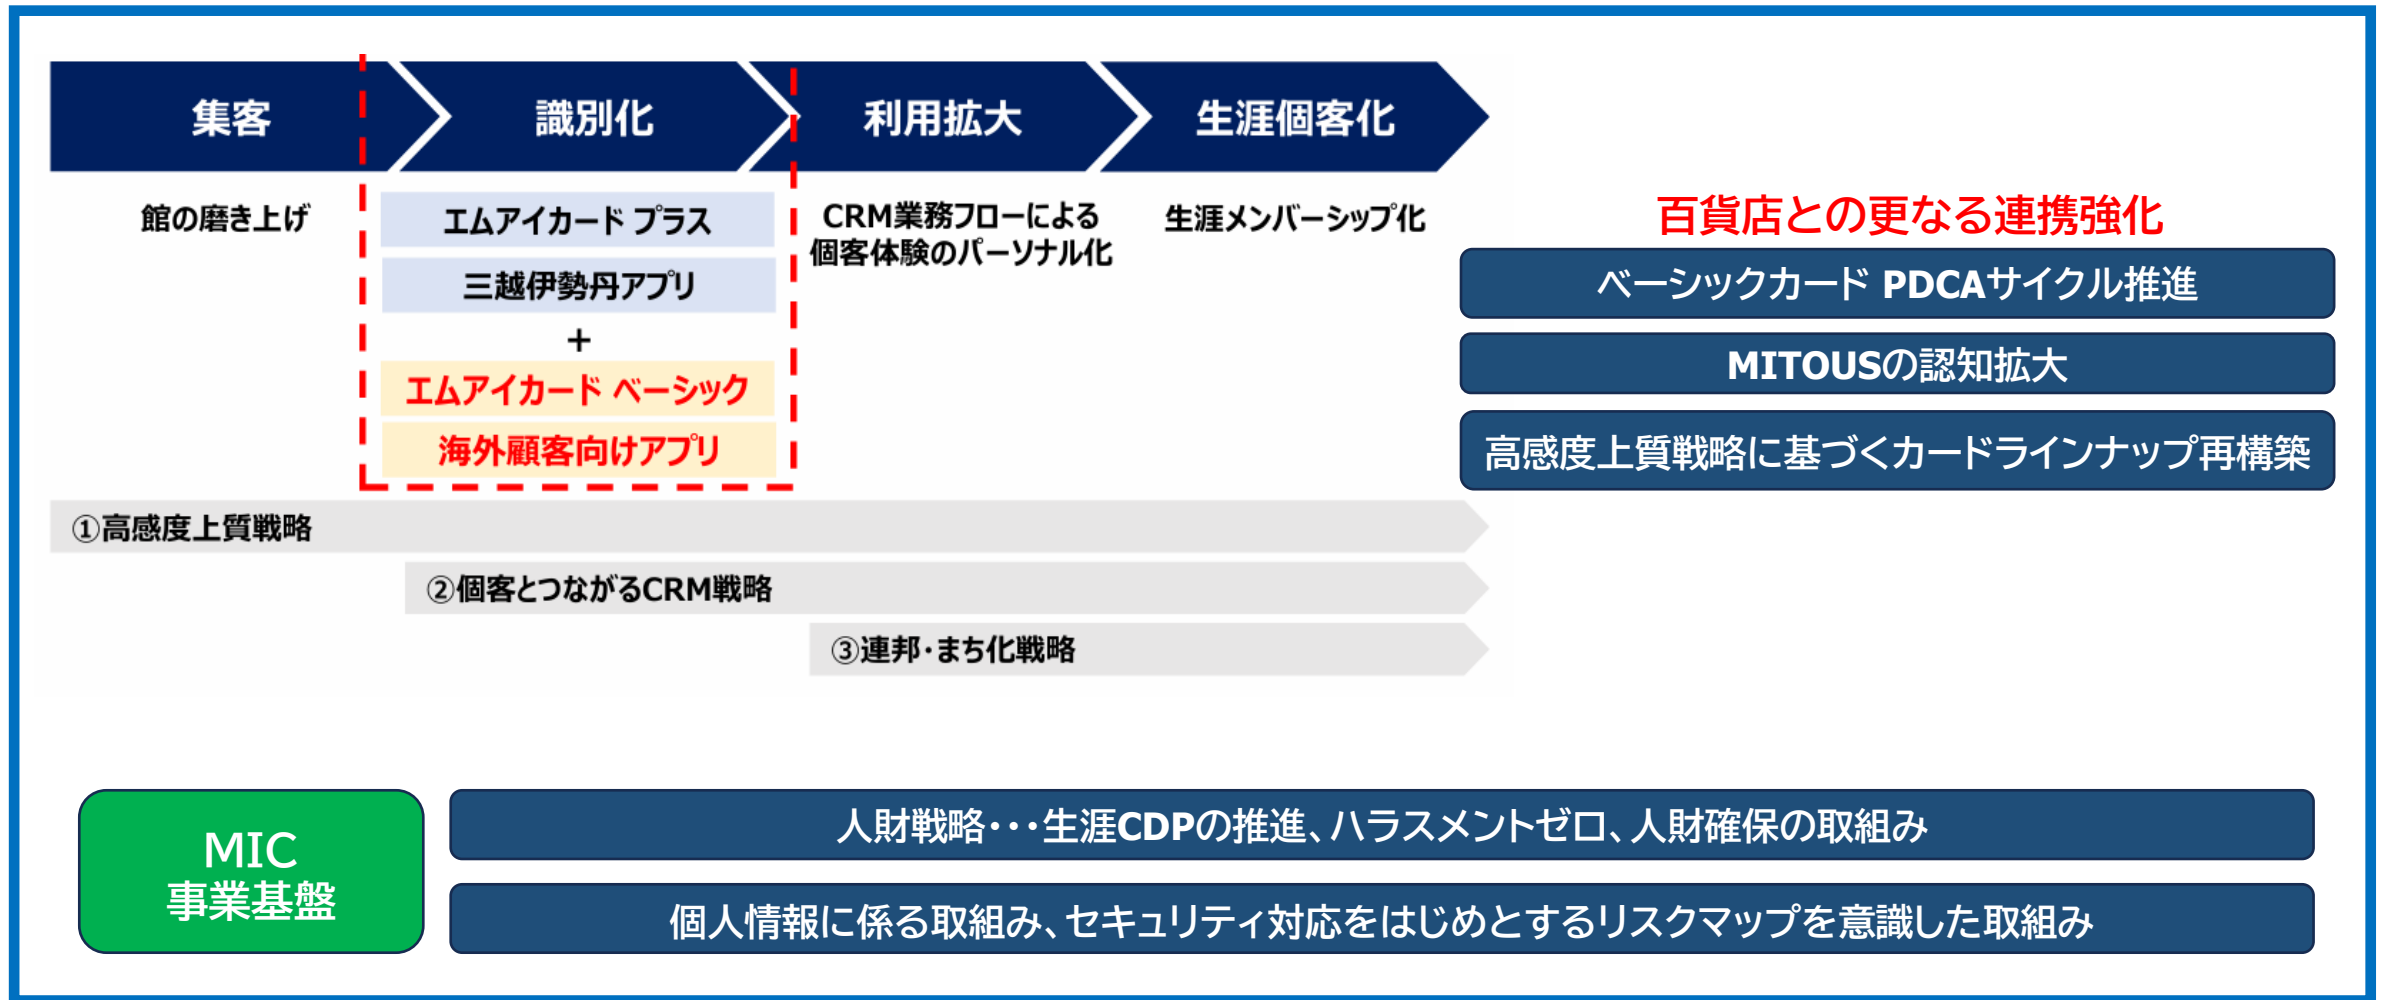 集客
識別化
利用拡大
生涯個客化
館の磨き上げ
エムアイカード プラス
三越伊勢丹アプリ
+
エムアイカード ベーシック
海外顧客向けアプリ
CRM業務フローによる
個客体験のパーソナル化
生涯メンバーシップ化
百貨店との更なる連携強化
ベーシックカード PDCAサイクル推進
MITOUSの認知拡大
高感度上質戦略に基づくカードラインナップ再構築
①高感度上質戦略
②個客とつながるCRM戦略
③連邦・まち化戦略
MIC
事業基盤
人財戦略・・・生涯CDPの推進、ハラスメントゼロ、人財確保の取組み
個人情報に係る取組み、セキュリティ対応をはじめとするリスクマップを意識した取組み